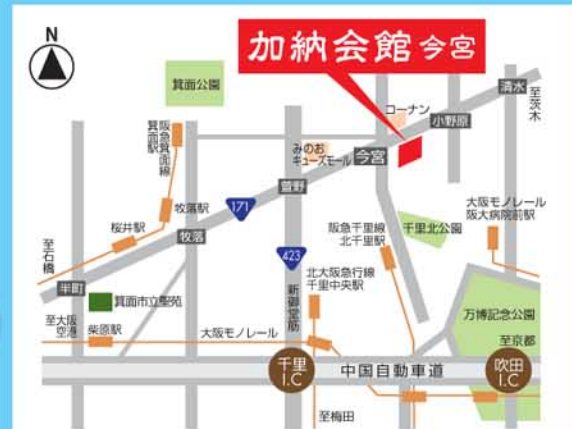 N
加納会館 今宮
箕面公園
清水
至茨木
コーナン
小野原
阪急箕面線
箕面駅
みのお
キューズモール
今宮
萱野
牧落駅
171
桜井駅
牧落
阪急千里線
北千里駅
千里北公園
大阪モノレール
阪大病院前駅
至石橋
423
北大阪急行線
千里中央駅
半町
箕面市立聖苑
新御堂筋
万博記念公園
至大阪
空港
柴原駅
大阪モノレール
至京都
千里
I.C
中国自動車道
吹田
I.C
至梅田